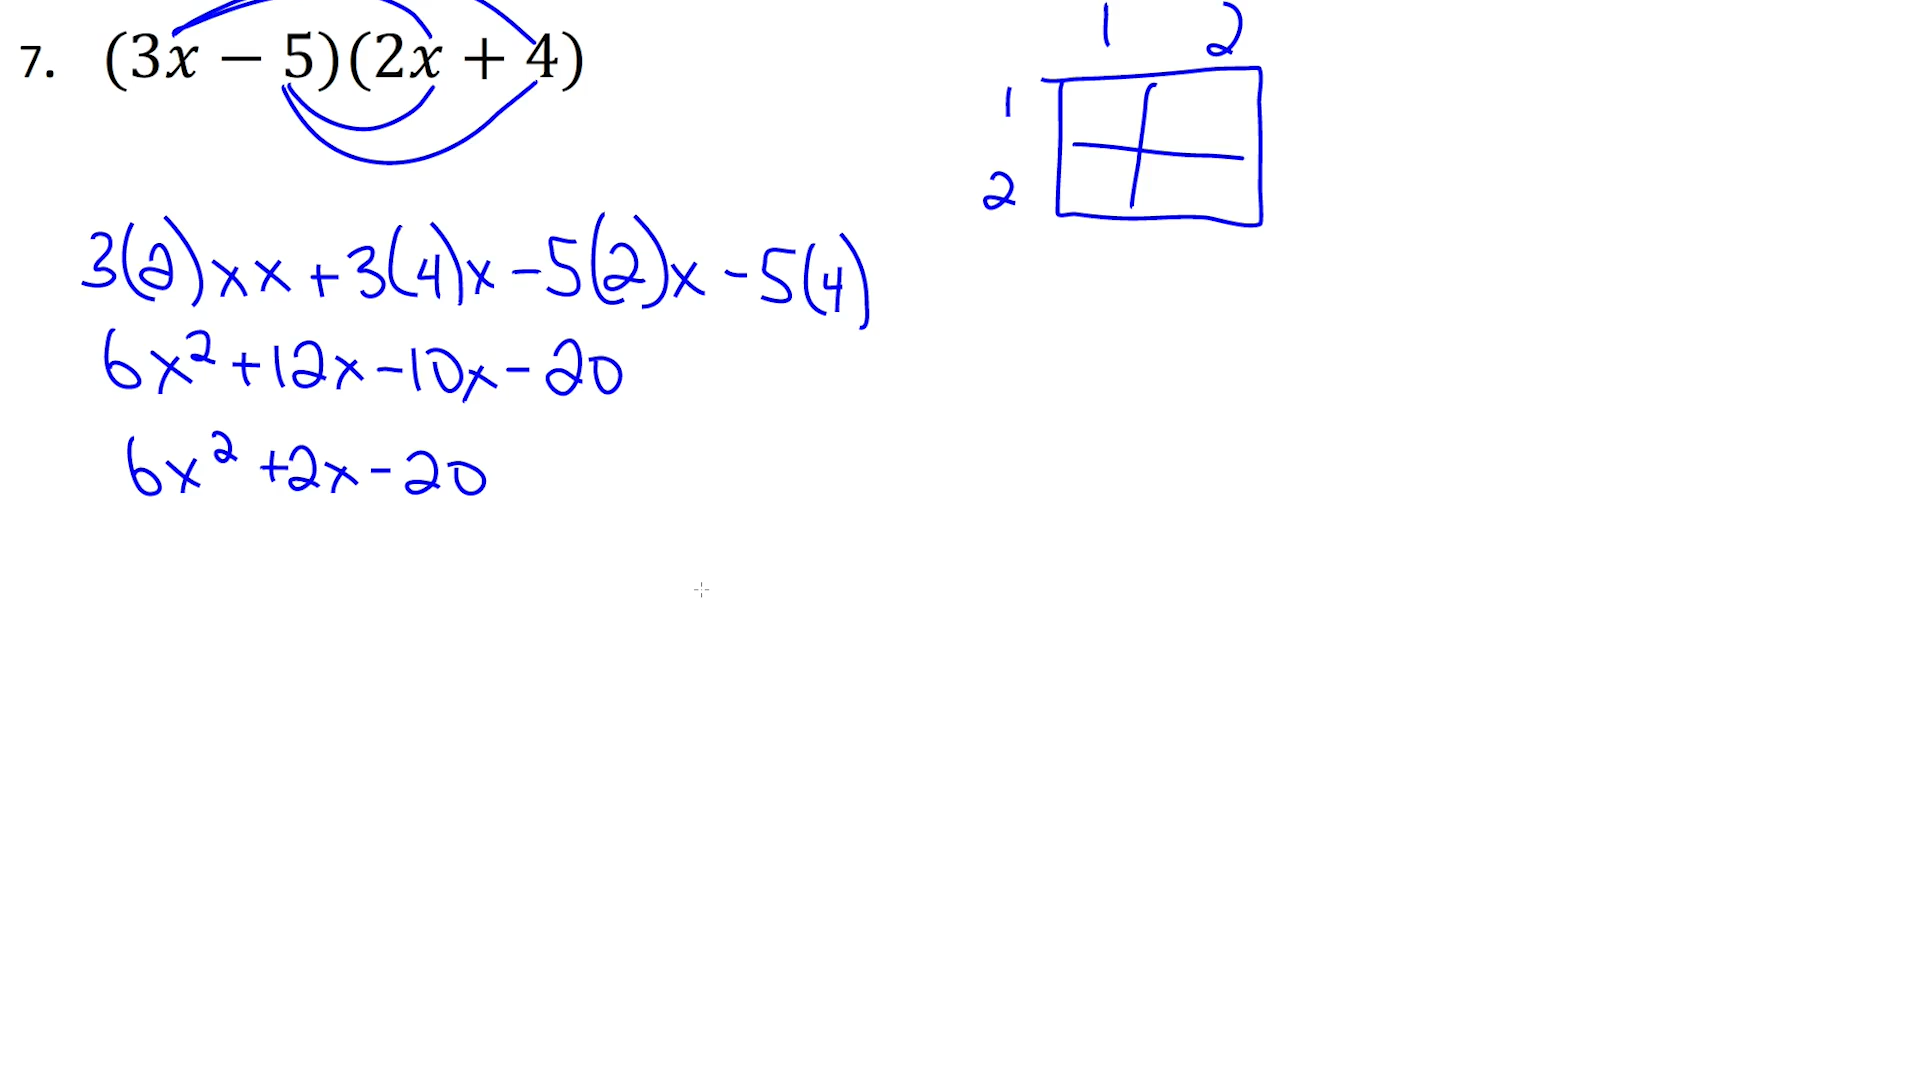 7. (3x − 5)(2x + 4)
3(2)xx + 3(4)x − 5(2)x − 5(4)
6x² + 12x − 10x − 20
6x² + 2x − 20
1 2
1
2